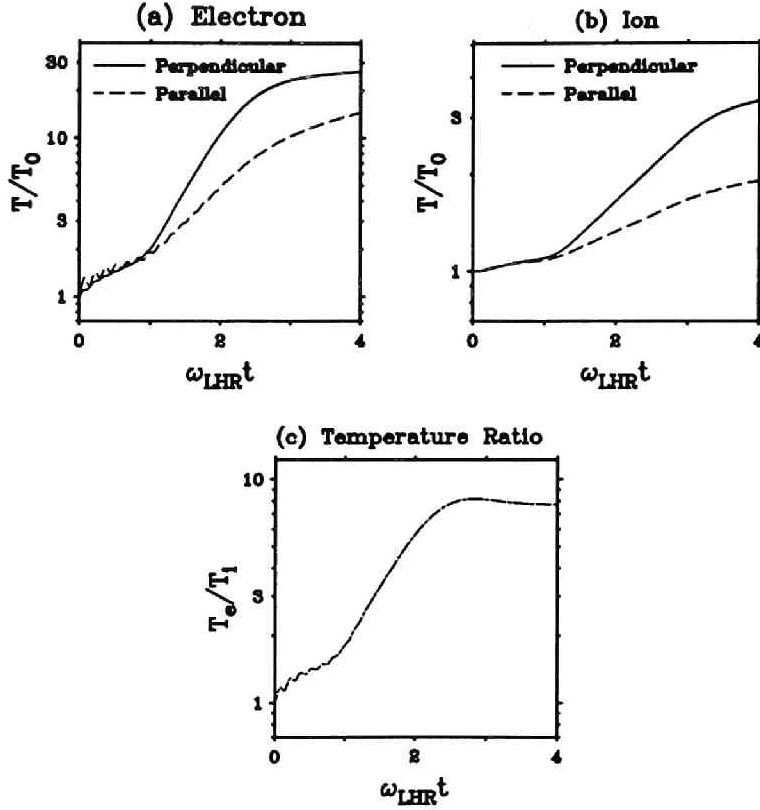 (a) Electron
(b) Ion
30
10
3
1
T/T0
Perpendicular
Parallel
0
2
4
ωLHRt
3
1
T/T0
Perpendicular
Parallel
0
2
4
ωLHRt
(c) Temperature Ratio
10
3
1
Te/Ti
0
2
4
ωLHRt